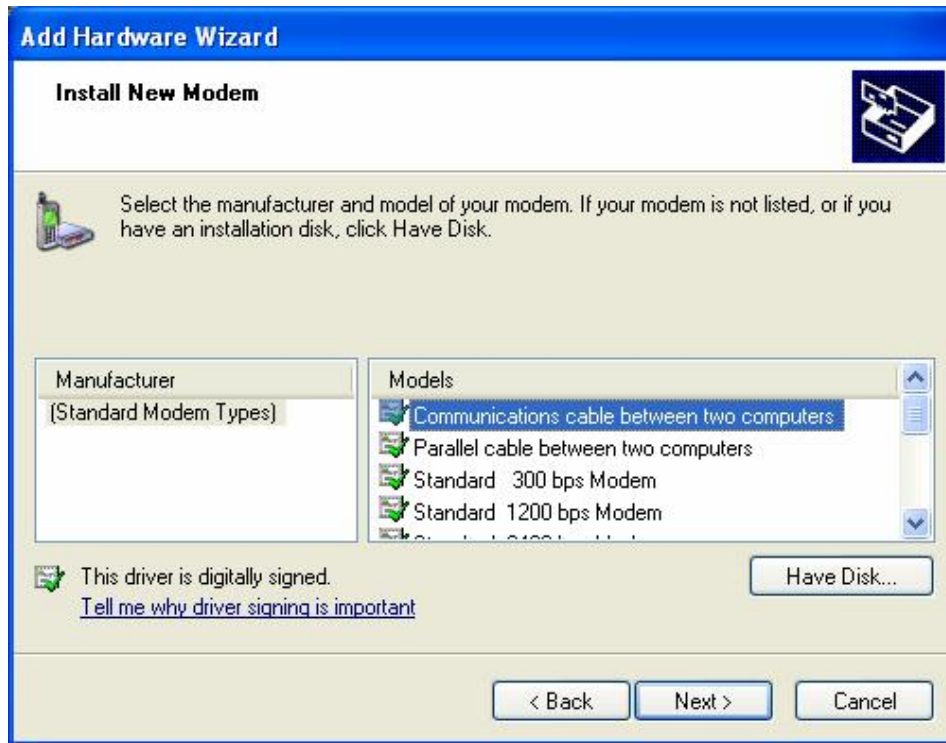 Add Hardware Wizard
Install New Modem
Select the manufacturer and model of your modem. If your modem is not listed, or if you
have an installation disk, click Have Disk.
Manufacturer
(Standard Modem Types)
Models
Communications cable between two computers
Parallel cable between two computers
Standard 300 bps Modem
Standard 1200 bps Modem
This driver is digitally signed.
Tell me why driver signing is important
Have Disk...
< Back
Next >
Cancel